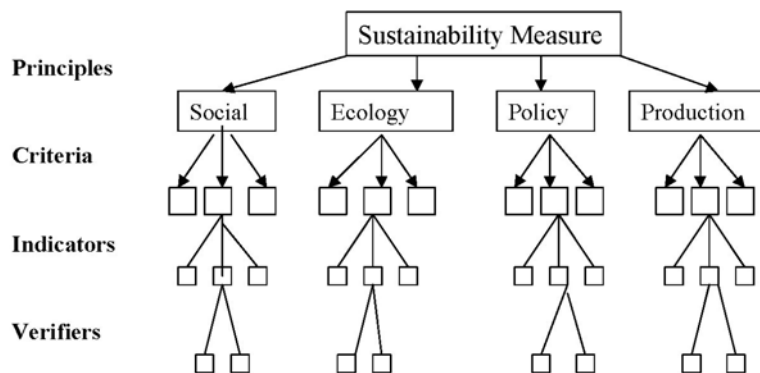 Sustainability Measure
Principles
Social
Ecology
Policy
Production
Criteria
Indicators
Verifiers